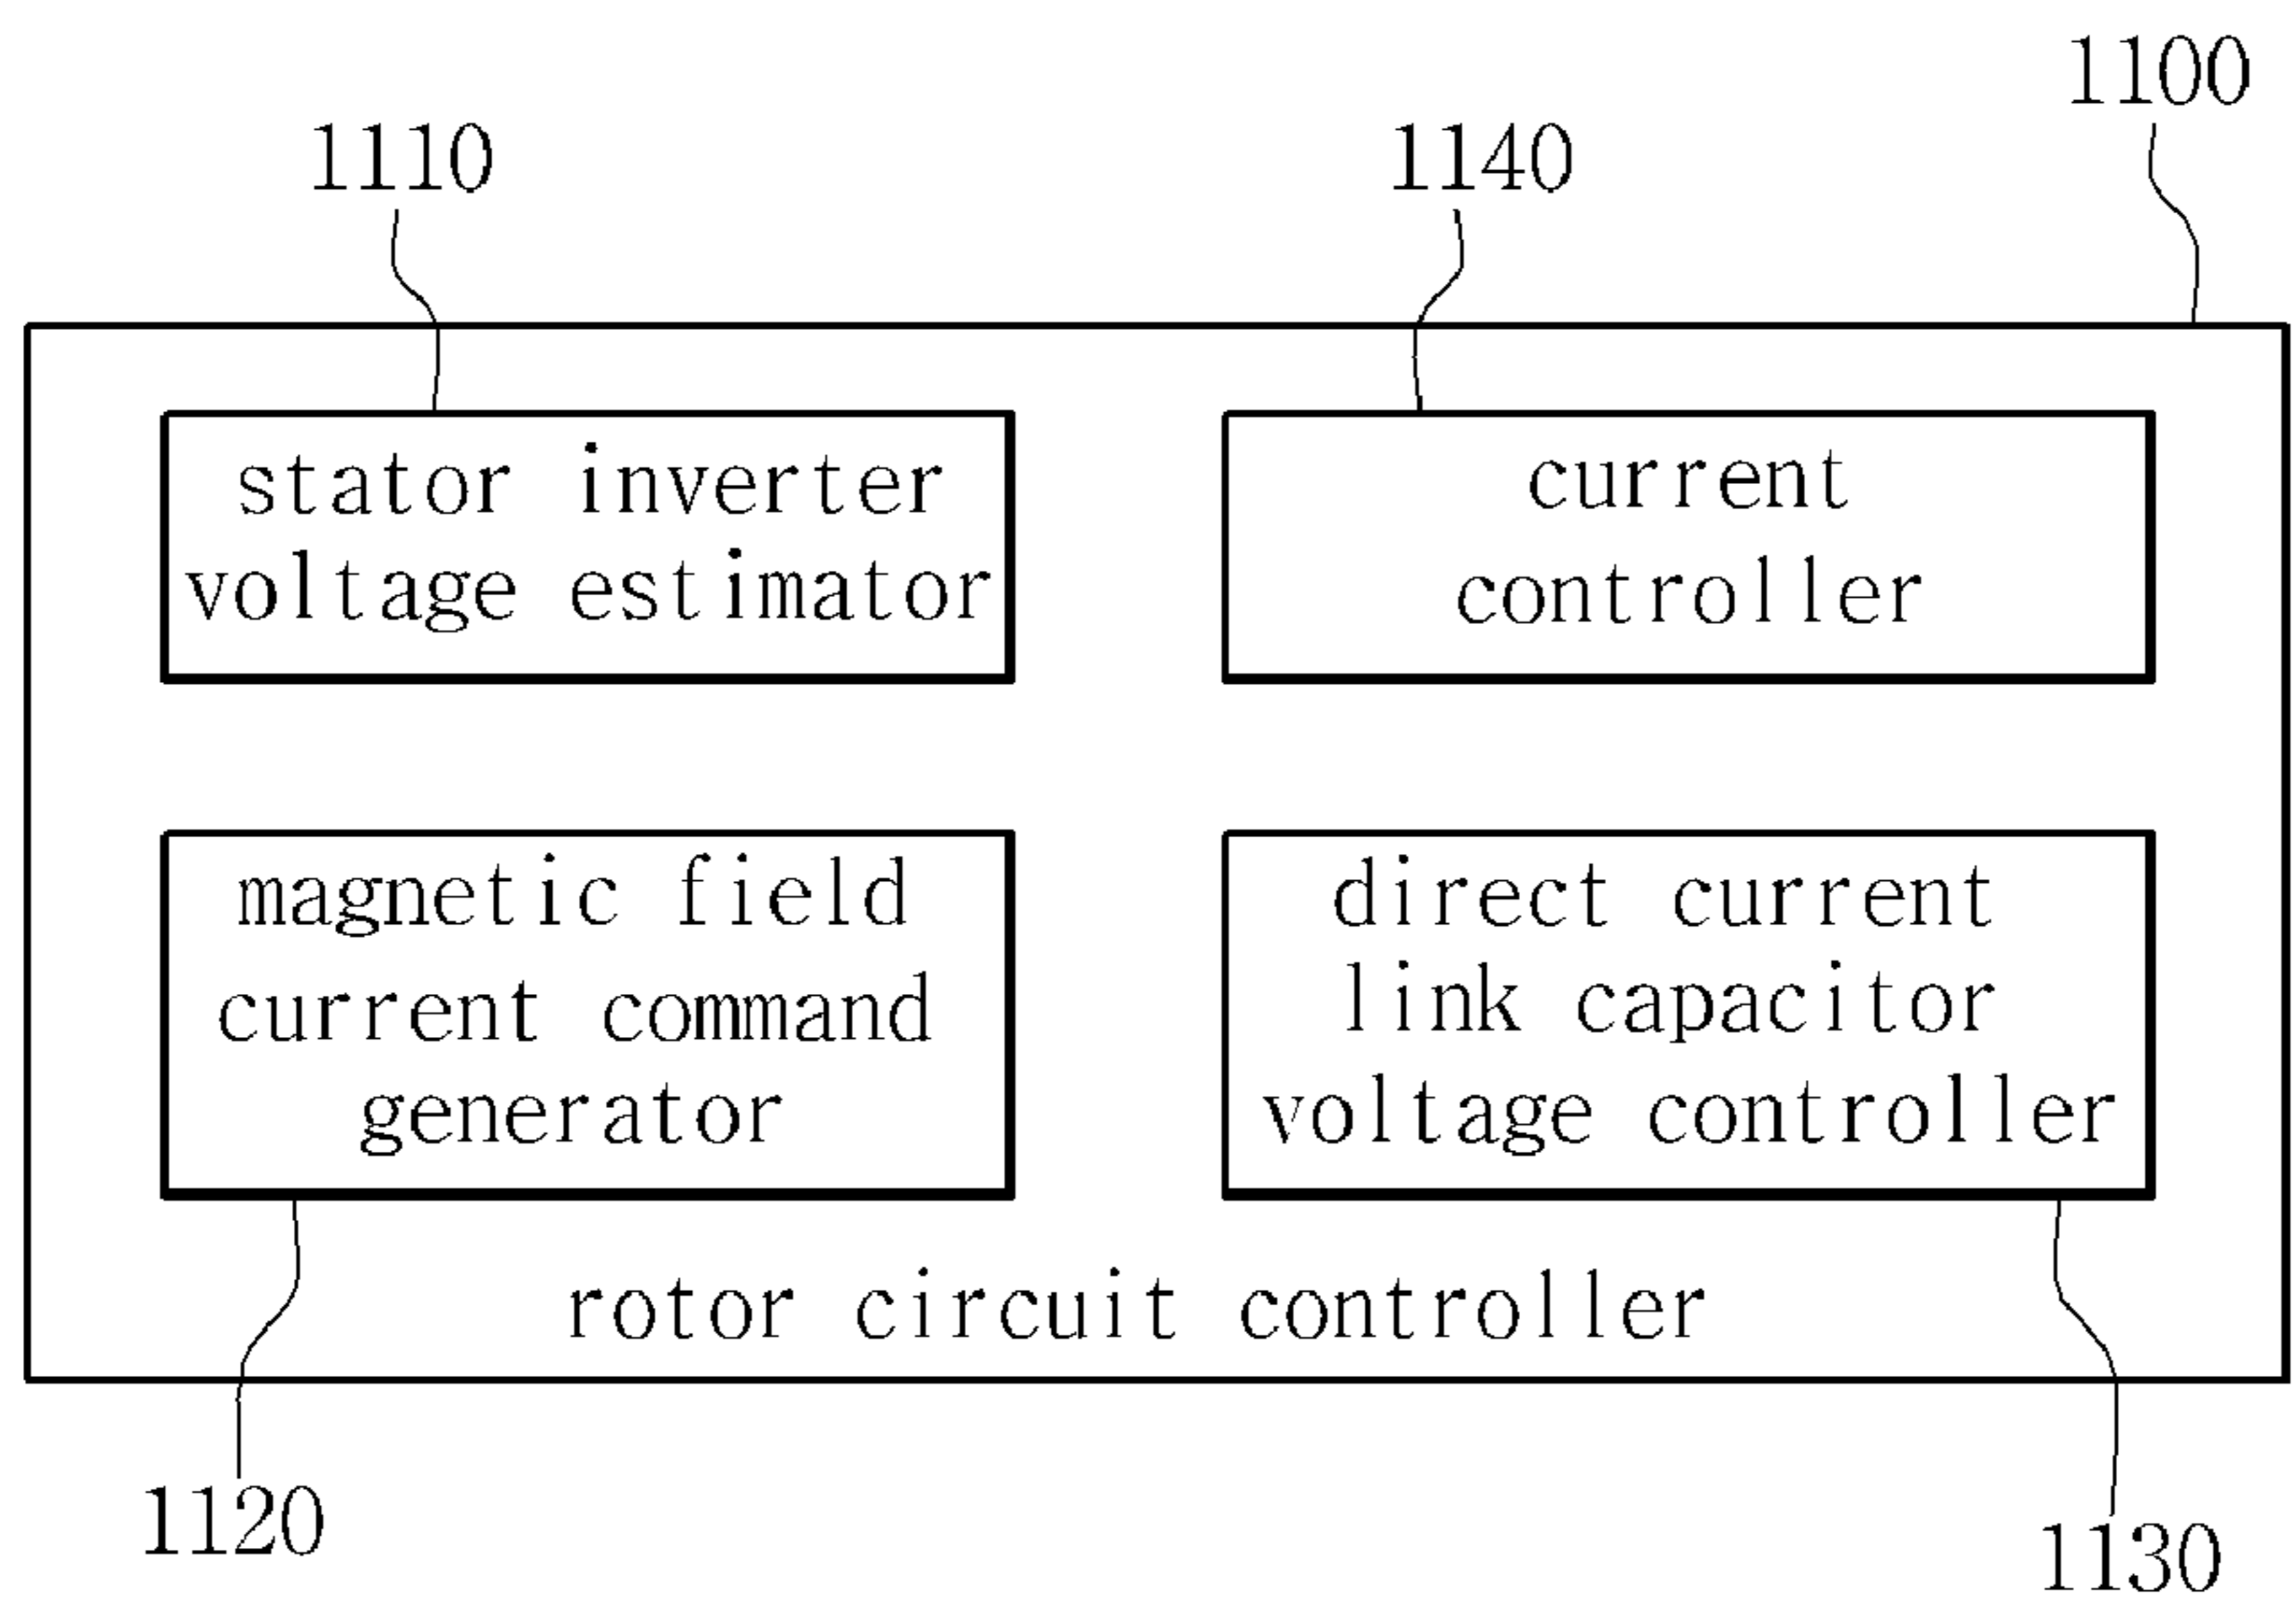 1100
1110
1140
stator inverter
voltage estimator
current
controller
magnetic field
current command
generator
direct current
link capacitor
voltage controller
rotor circuit controller
1120
1130